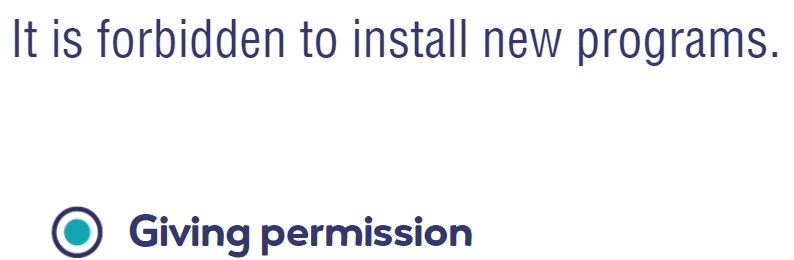 It is forbidden to install new programs.
Giving permission